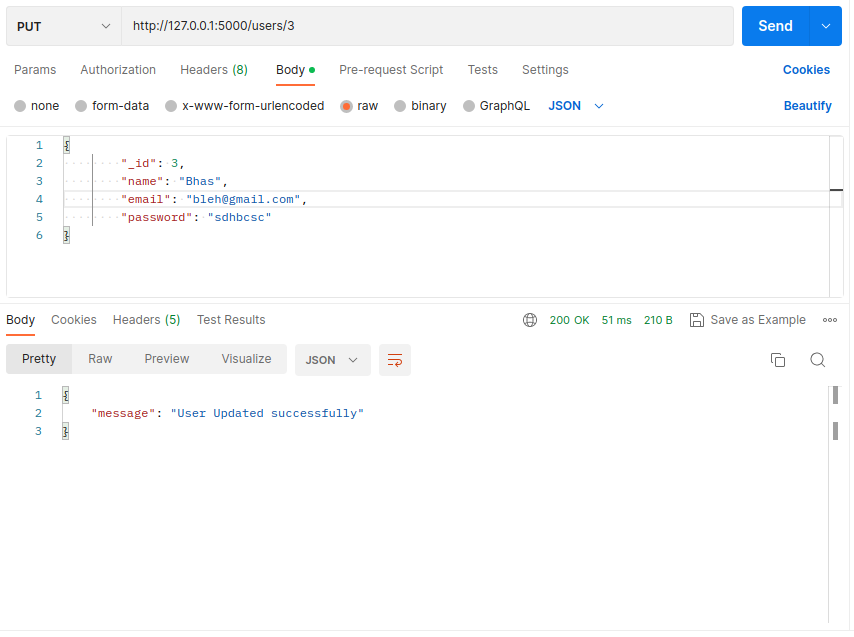 PUT http://127.0.0.1:5000/users/3 Send
Params Authorization Headers (8) Body Pre-request Script Tests Settings Cookies
none form-data x-www-form-urlencoded raw binary GraphQL JSON Beautify
1 {
2 "_id": 3,
3 "name": "Bhas",
4 "email": "bleh@gmail.com",
5 "password": "sdhbcsc"
6 }
Body Cookies Headers (5) Test Results 200 OK 51 ms 210 B Save as Example
Pretty Raw Preview Visualize JSON
1 {
2 "message": "User Updated successfully"
3 }